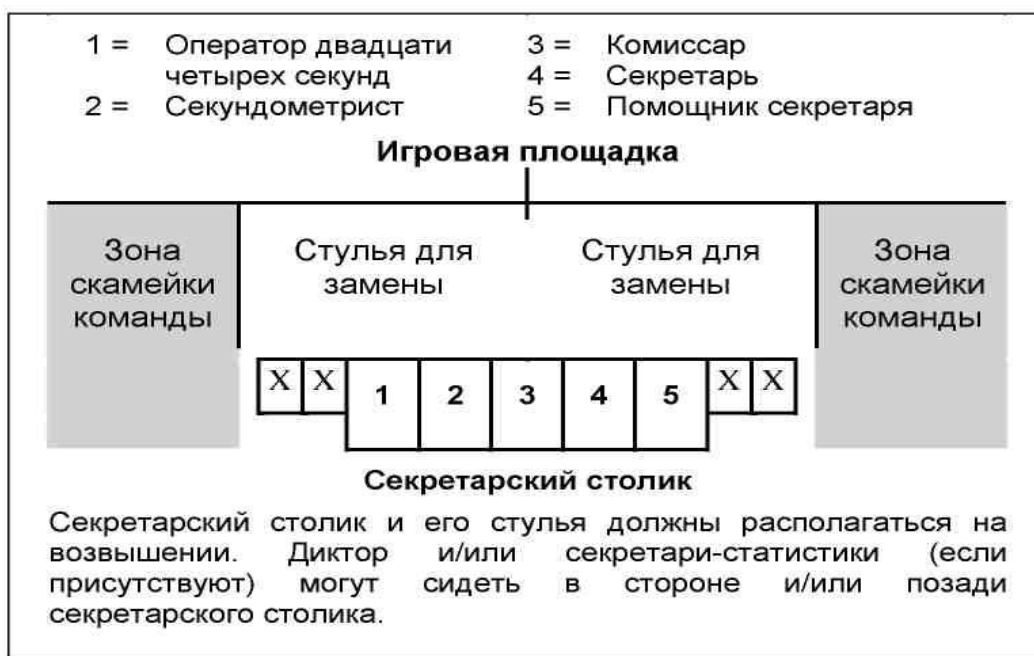 1 = Оператор двадцати четырех секунд
2 = Секундометрист
3 = Комиссар
4 = Секретарь
5 = Помощник секретаря
Игровая площадка
Зона
скамейки
команды
Стулья для
замены
Стулья для
замены
Зона
скамейки
команды
X X 1 2 3 4 5 X X
Секретарский столик
Секретарский столик и его стулья должны располагаться на
возвышении. Диктор и/или секретари-статистики (если
присутствуют) могут сидеть в стороне и/или позади
секретарского столика.